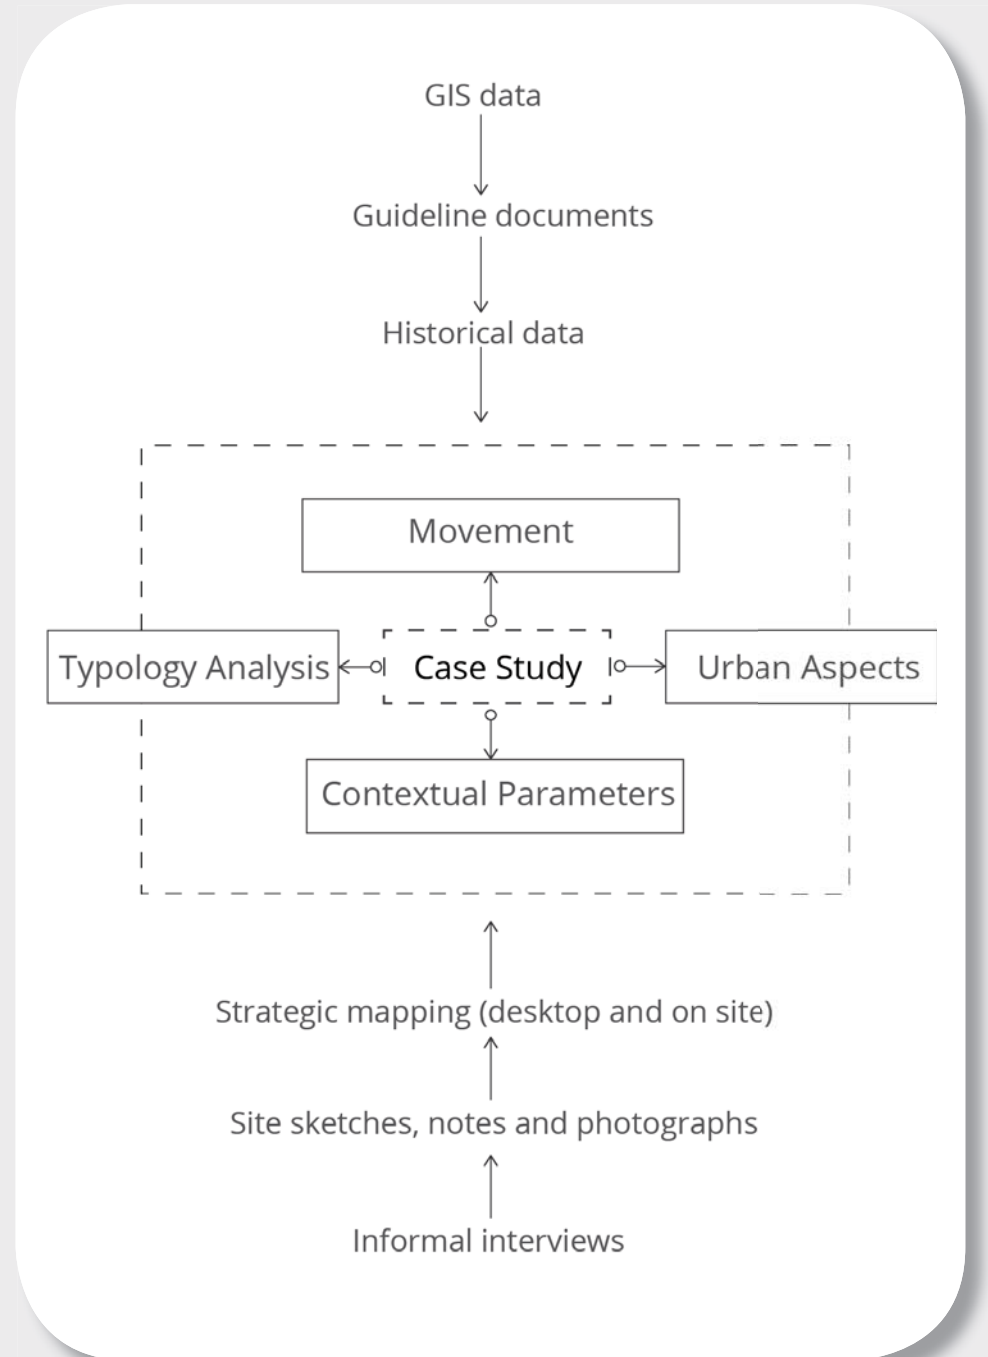 GIS data
Guideline documents
Historical data
Movement
Typology Analysis
Case Study
Urban Aspects
Contextual Parameters
Strategic mapping (desktop and on site)
Site sketches, notes and photographs
Informal interviews